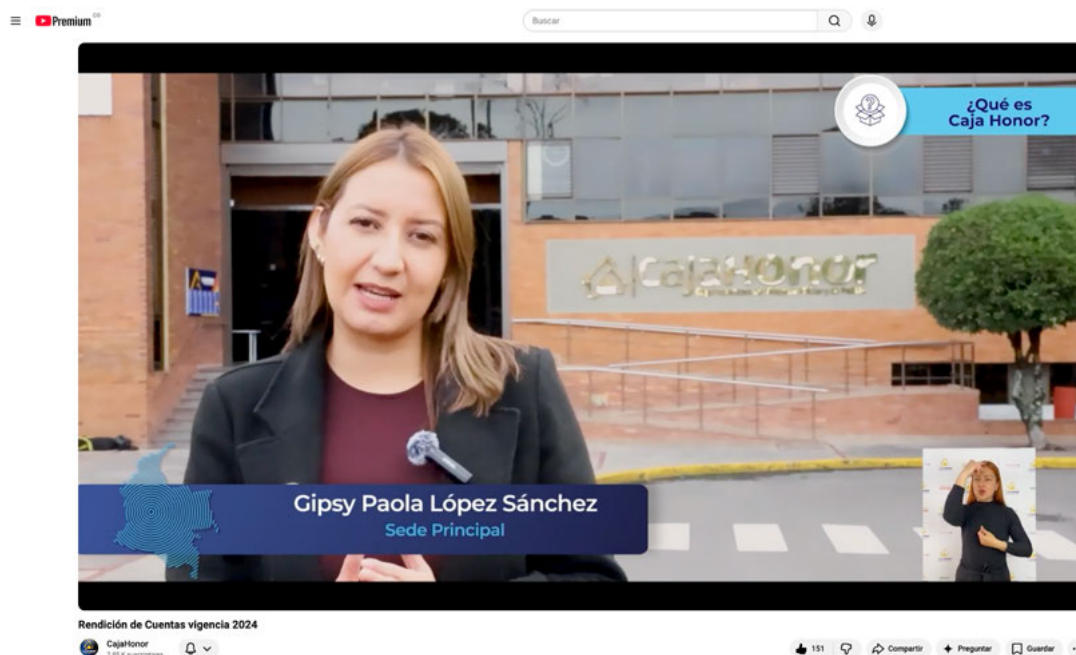 Premium CO
Buscar
¿Qué es
Caja Honor?
CajaHonor
Gipsy Paola López Sánchez
Sede Principal
Rendición de Cuentas vigencia 2024
CajaHonor
151
Compartir
Preguntar
Guardar